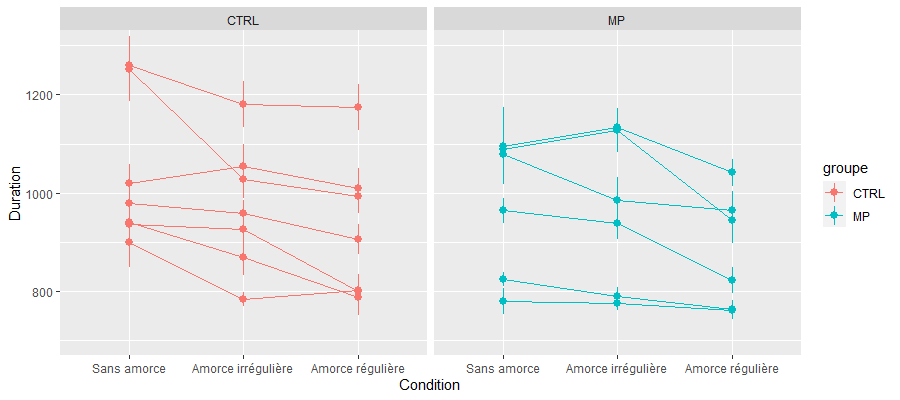 CTRL
MP
Duration
1200
1000
800
Sans amorce
Amorce irrégulière
Amorce régulière
Sans amorce
Amorce irrégulière
Amorce régulière
Condition
groupe
CTRL
MP